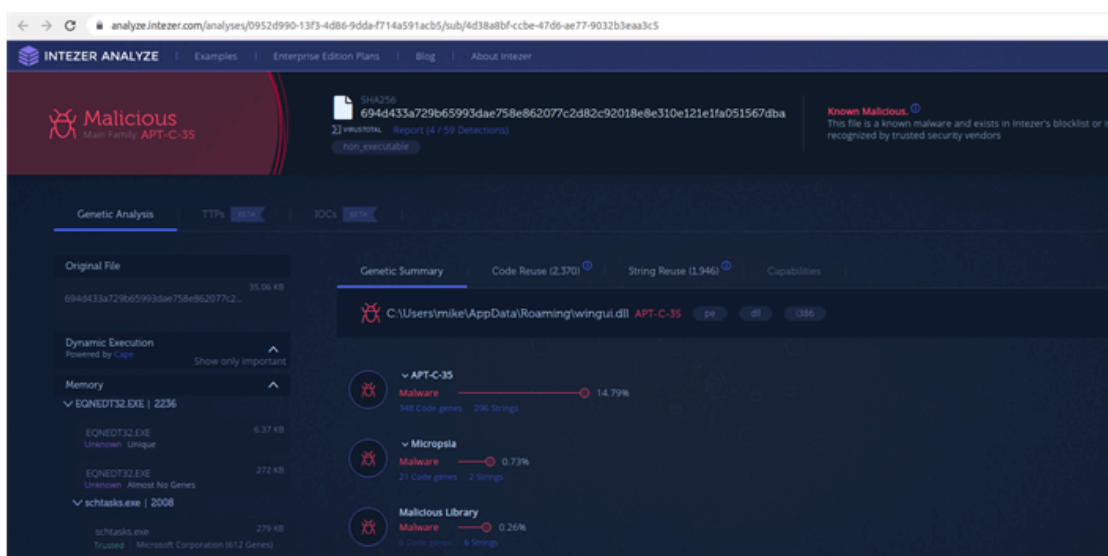 analyze.intezer.com/analyses/0952d990-13f3-4d86-9dda-f714a591acb5/sub/4d38a8bf-ccbe-47d6-ae77-9032b3eaa3c5
INTEZER ANALYZE Examples Enterprise Edition Plans Blog About Intezer
Malicious
Main Family: APT-C-35
SHA256
694d433a729b65993dae758e862077c2d82c92018e8e310e121e1fa051567dba
VIRUSTOTAL Report (4 / 59 Detections)
non_executable
Known Malicious.
This file is a known malware and exists in Intezer's blocklist or i
recognized by trusted security vendors
Genetic Analysis TTPs BETA IOCs BETA
Original File
35.06 KB
694d433a729b65993dae758e862077c2...
Dynamic Execution
Powered by Cape
Show only important
Memory
EQNEDT32.EXE | 2236
EQNEDT32.EXE 6.37 KB
Unknown Unique
EQNEDT32.EXE 272 KB
Unknown Almost No Genes
schtasks.exe | 2008
schtasks.exe 279 KB
Trusted Microsoft Corporation (612 Genes)
Genetic Summary Code Reuse (2,370) String Reuse (1,946) Capabilities
C:\Users\mike\AppData\Roaming\wingui.dll APT-C-35 pe dll i386
APT-C-35
Malware 14.79%
348 Code genes 296 Strings
Micropsia
Malware 0.73%
21 Code genes 2 Strings
Malicious Library
Malware 0.26%
6 Code genes 6 Strings